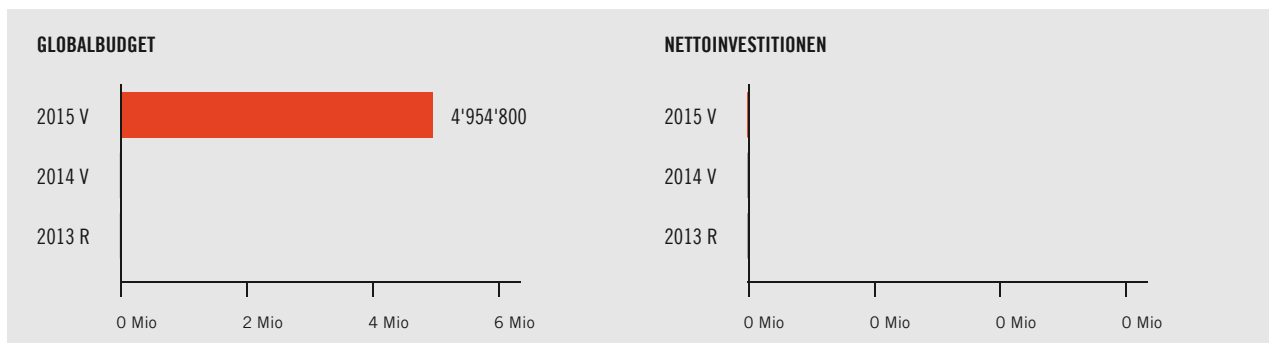 GLOBALBUDGET
2015 V 4'954'800
2014 V
2013 R
0 Mio 2 Mio 4 Mio 6 Mio
NETTOINVESTITIONEN
2015 V
2014 V
2013 R
0 Mio 0 Mio 0 Mio 0 Mio